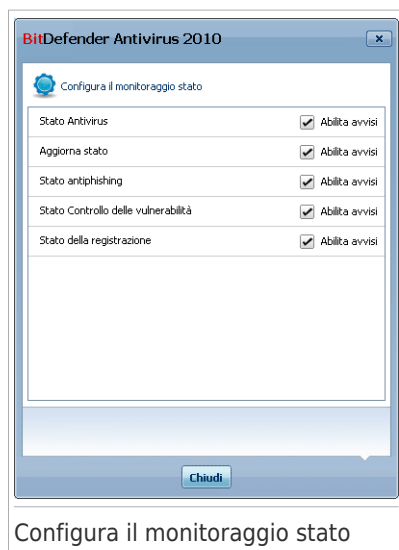 BitDefender Antivirus 2010
Configura il monitoraggio stato
Stato Antivirus Abilita avvisi
Aggiorna stato Abilita avvisi
Stato antiphishing Abilita avvisi
Stato Controllo delle vulnerabilità Abilita avvisi
Stato della registrazione Abilita avvisi
Chiudi
Configura il monitoraggio stato